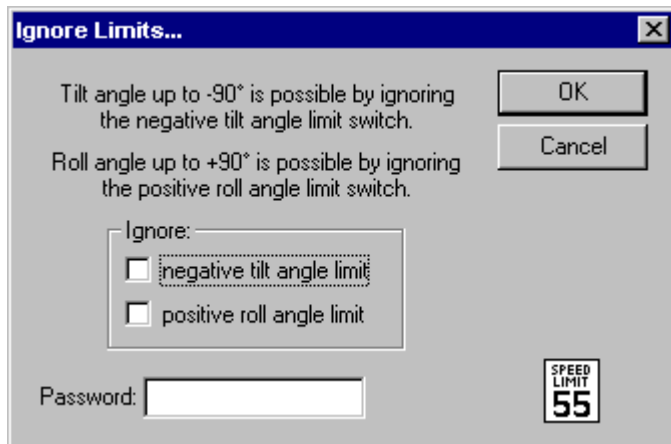 Ignore Limits...
Tilt angle up to -90° is possible by ignoring
the negative tilt angle limit switch.
Roll angle up to +90° is possible by ignoring
the positive roll angle limit switch.
OK
Cancel
Ignore:
negative tilt angle limit
positive roll angle limit
Password:
SPEED
LIMIT
55